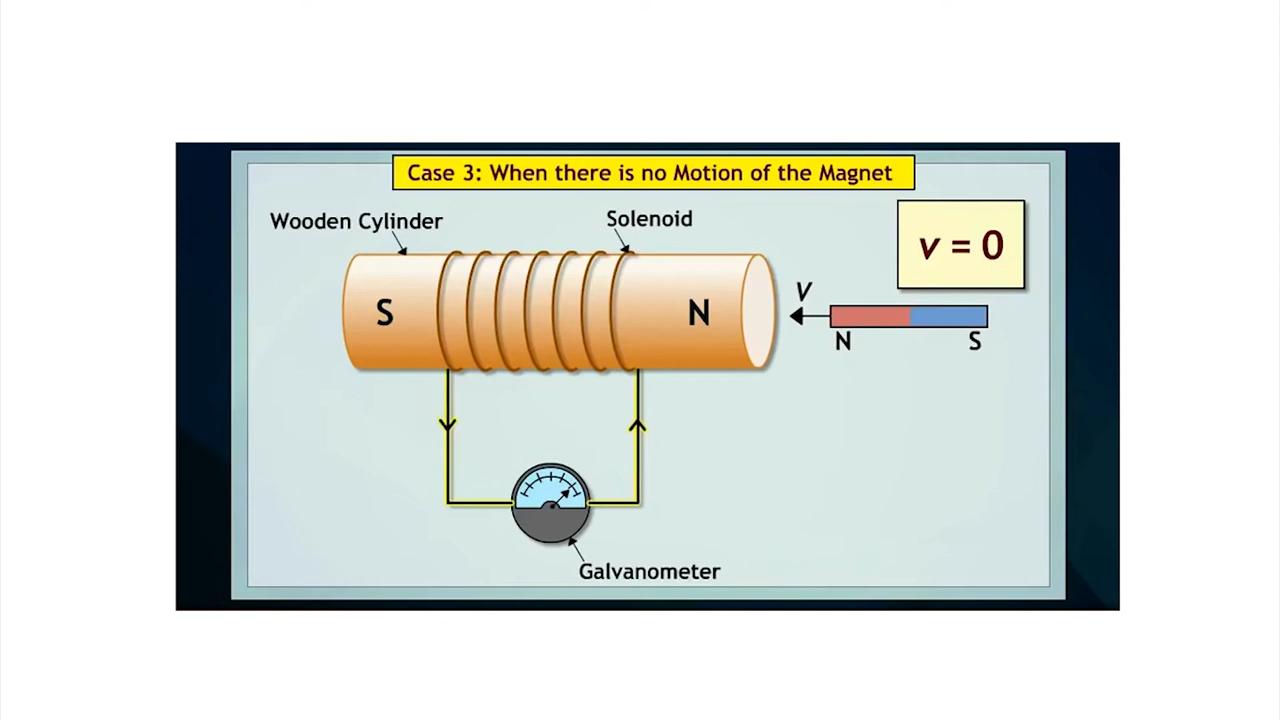 Case 3: When there is no Motion of the Magnet
Wooden Cylinder
Solenoid
v = 0
S
N
V
N
S
Galvanometer